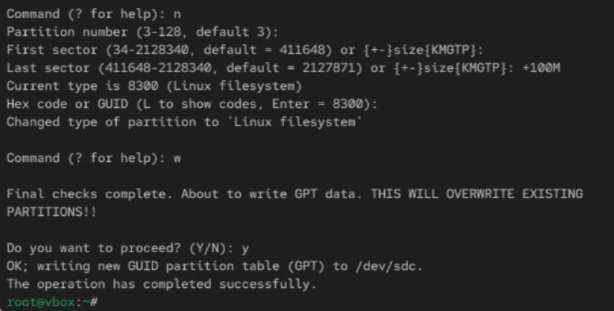 Command (? for help): n
Partition number (3-128, default 3):
First sector (34-2128340, default = 411648) or {+-}size{KMGTP}:
Last sector (411648-2128340, default = 2127871) or {+-}size{KMGTP}: +100M
Current type is 8300 (Linux filesystem)
Hex code or GUID (L to show codes, Enter = 8300):
Changed type of partition to 'Linux filesystem'
Command (? for help): w
Final checks complete. About to write GPT data. THIS WILL OVERWRITE EXISTING
PARTITIONS!!
Do you want to proceed? (Y/N): y
OK; writing new GUID partition table (GPT) to /dev/sdc.
The operation has completed successfully.
root@vbox:~#